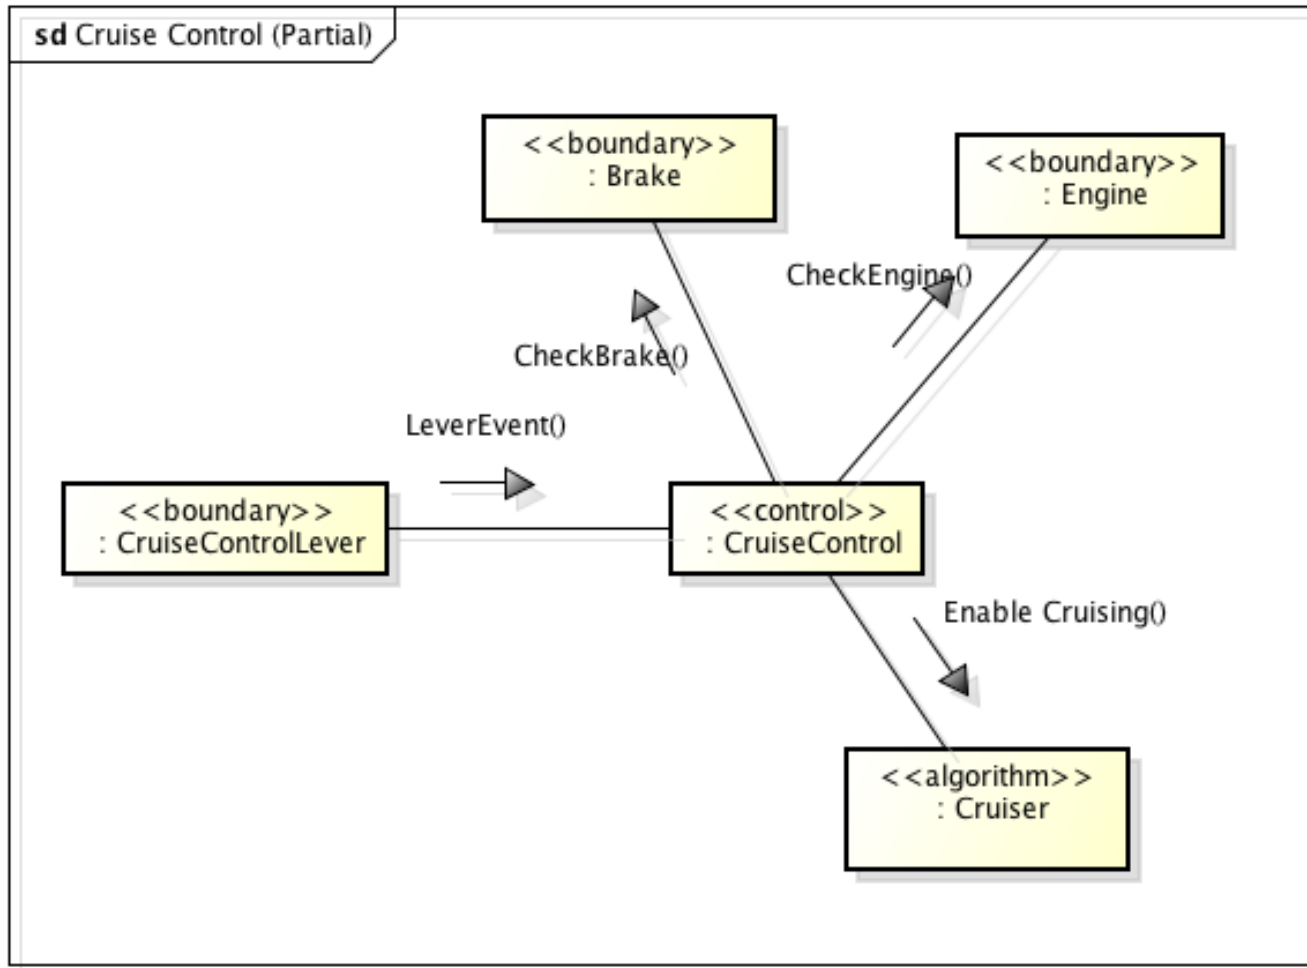 sd Cruise Control (Partial)
<<boundary>>
: Brake
<<boundary>>
: Engine
CheckEngine()
CheckBrake()
LeverEvent()
<<boundary>>
: CruiseControlLever
<<control>>
: CruiseControl
Enable Cruising()
<<algorithm>>
: Cruiser